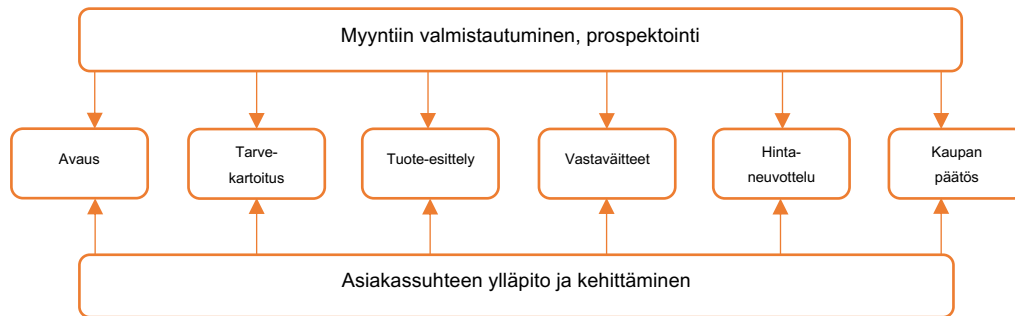 Myyntiin valmistautuminen, prospektointi
Avaus
Tarve-
kartoitus
Tuote-esittely
Vastaväitteet
Hinta-
neuvottelu
Kaupan
päätös
Asiakassuhteen ylläpito ja kehittäminen